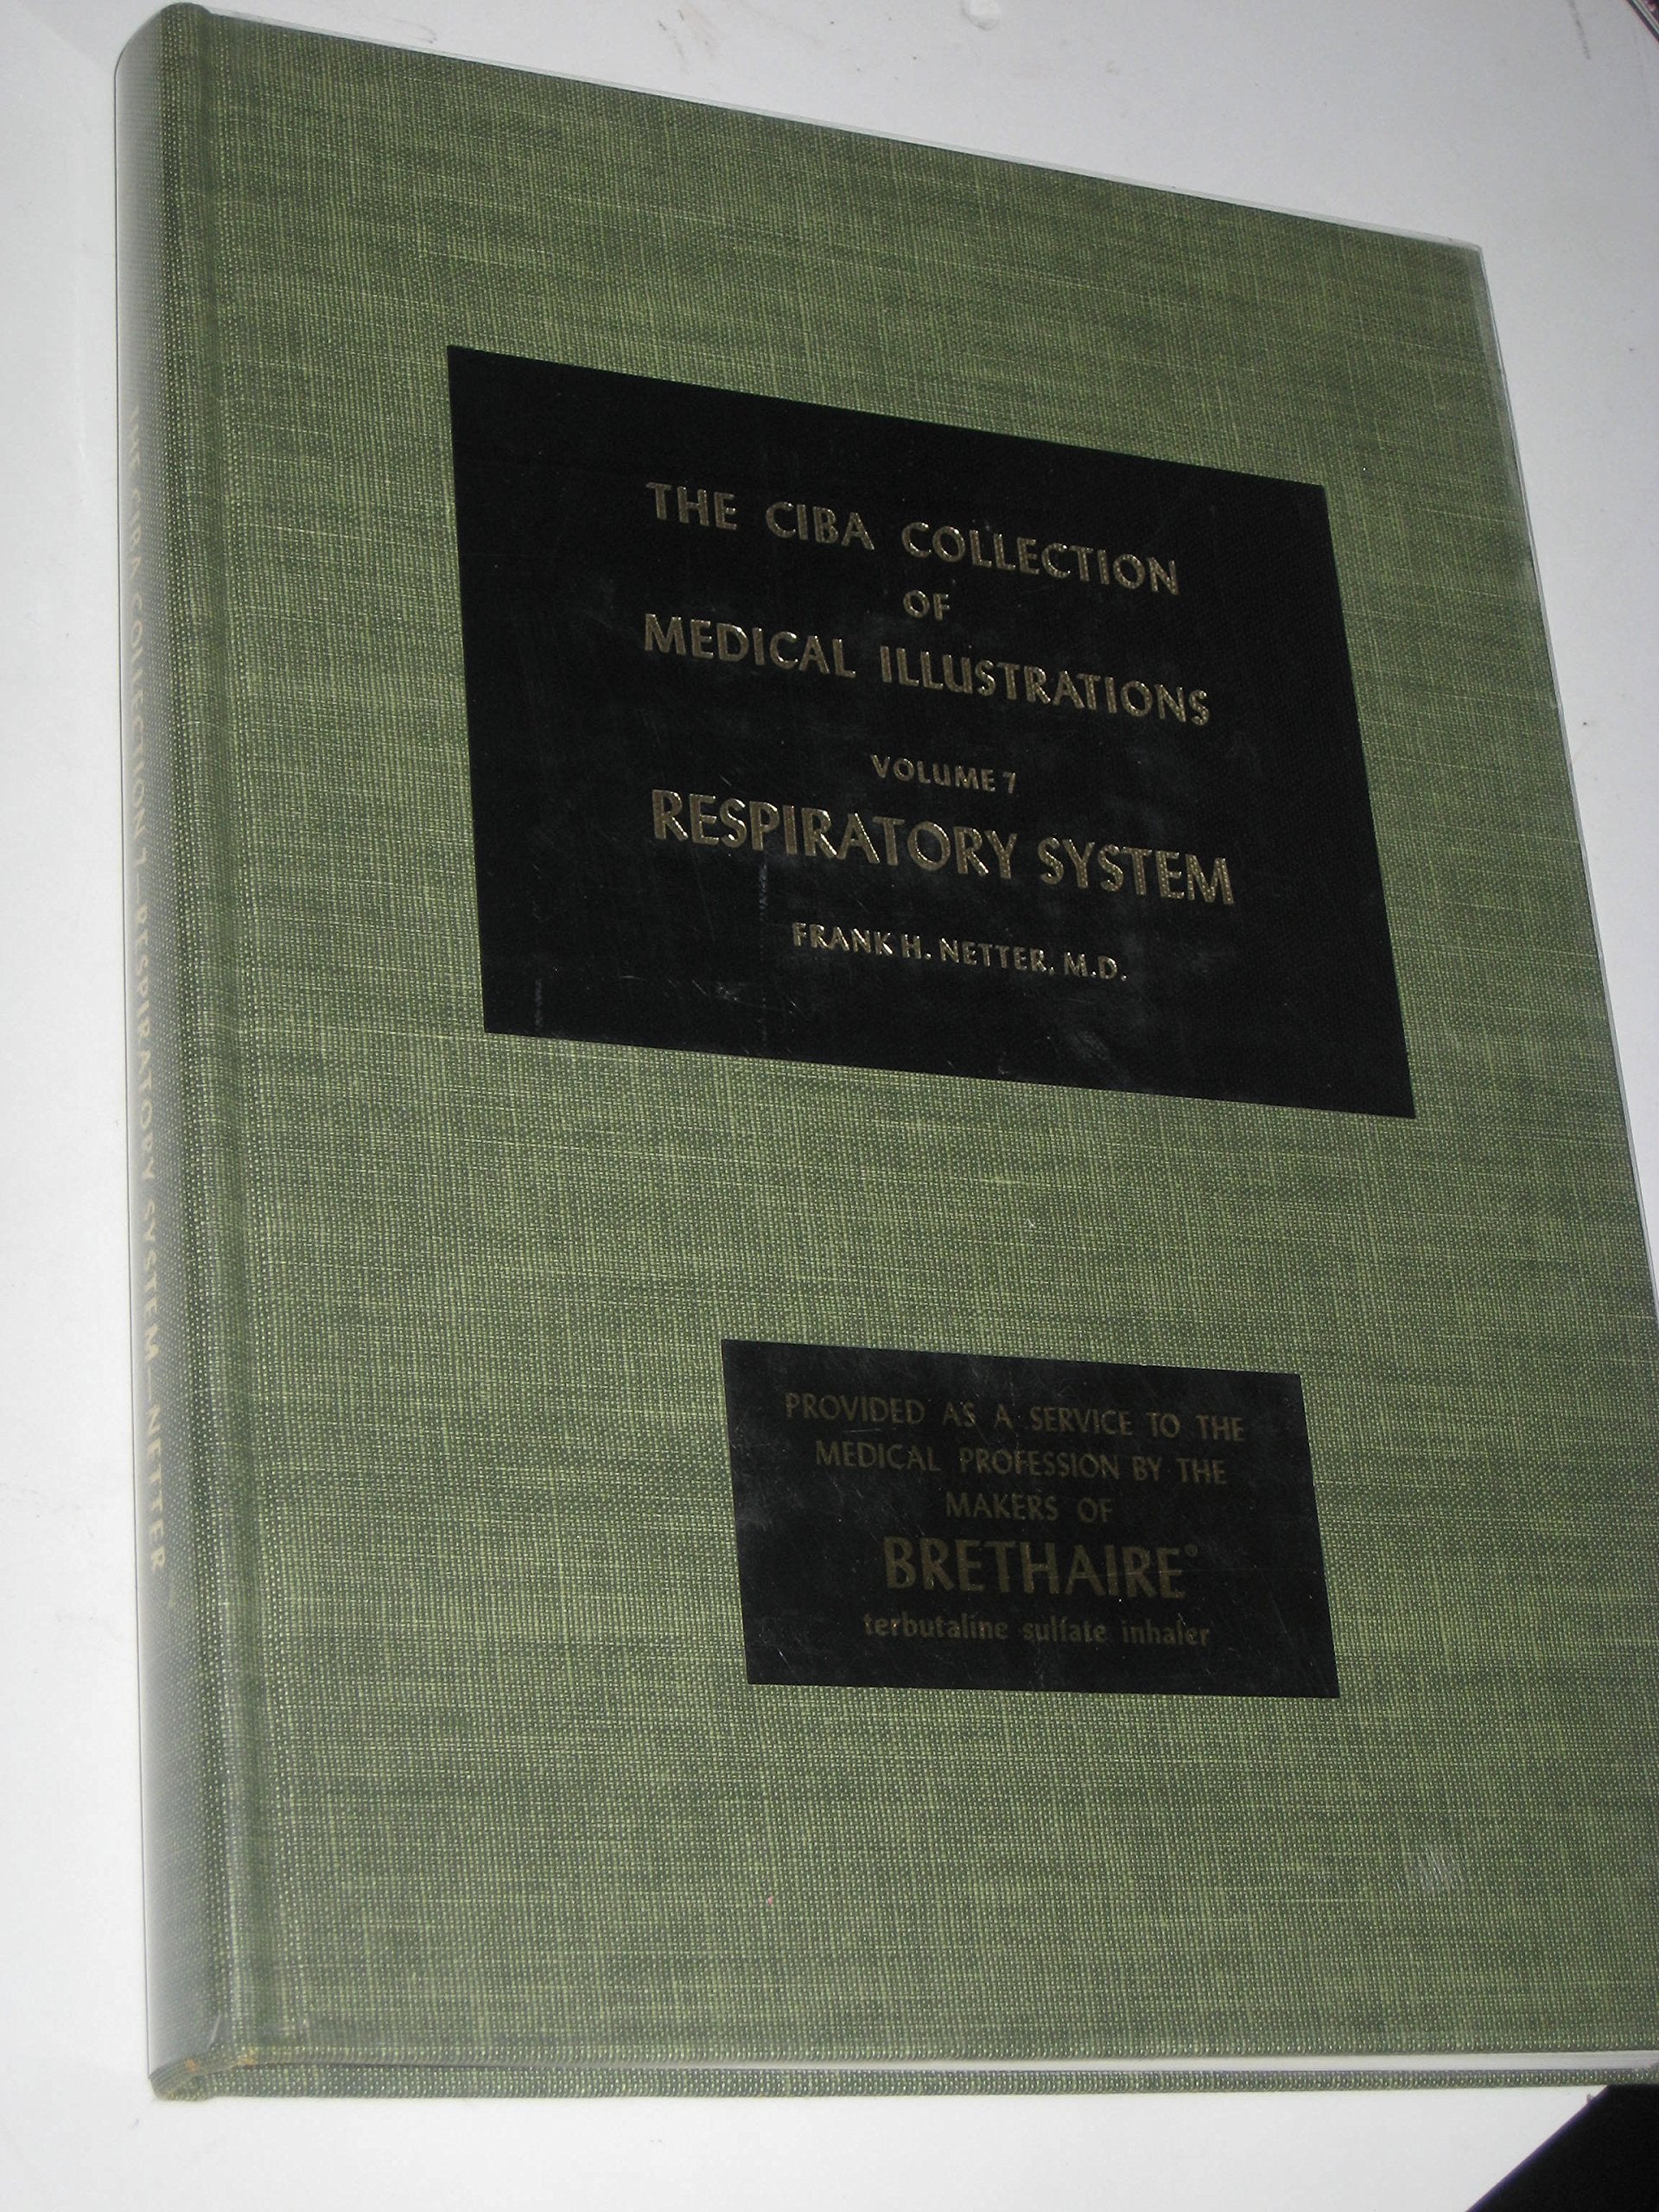 THE CIBA COLLECTION
OF
MEDICAL ILLUSTRATIONS
VOLUME 7
RESPIRATORY SYSTEM
FRANK H. NETTER, M.D.
PROVIDED AS A SERVICE TO THE
MEDICAL PROFESSION BY THE
MAKERS OF
BRETHAIRE®
terbutaline sulfate inhaler
THE CIBA COLLECTION 7—RESPIRATORY SYSTEM—NETTER